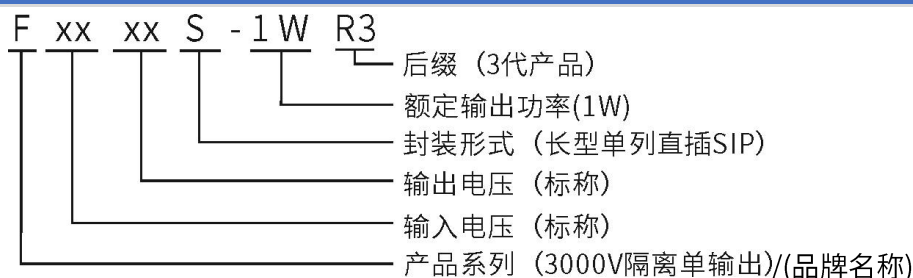 F xx xx S - 1W R3
后缀（3代产品）
额定输出功率(1W)
封装形式（长型单列直插SIP）
输出电压（标称）
输入电压（标称）
产品系列（3000V隔离单输出)/(品牌名称)